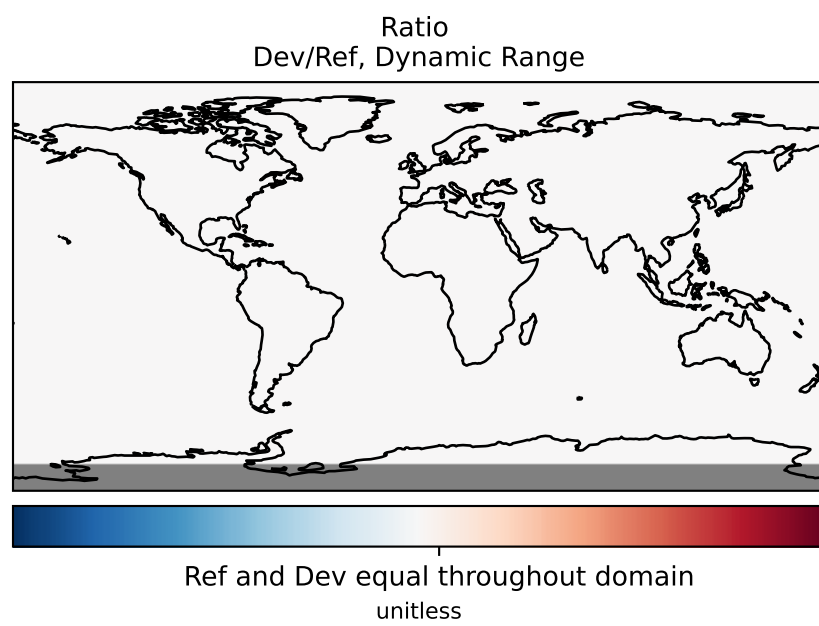 Ratio
Dev/Ref, Dynamic Range
Ref and Dev equal throughout domain
unitless